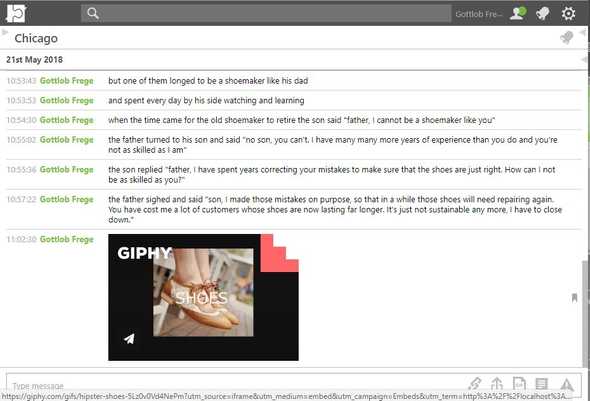 Gottlob Fre...
Chicago
21st May 2018
10:53:43 Gottlob Frege but one of them longed to be a shoemaker like his dad
10:53:53 Gottlob Frege and spent every day by his side watching and learning
10:54:30 Gottlob Frege when the time came for the old shoemaker to retire the son said "father, I cannot be a shoemaker like you"
10:55:02 Gottlob Frege the father turned to his son and said "no son, you can't. I have many many more years of experience than you do and you're
not as skilled as I am"
10:55:36 Gottlob Frege the son replied "father, I have spent years correcting your mistakes to make sure that the shoes are just right. How can I not
be as skilled as you?"
10:57:22 Gottlob Frege the father sighed and said "son, I made those mistakes on purpose, so that in a while those shoes will need repairing again.
You have cost me a lot of customers whose shoes are now lasting far longer. It's just not sustainable any more, I have to close
down."
11:02:30 Gottlob Frege
GIPHY
SHOES
Type message
https://giphy.com/gifs/hipster-shoes-5Lz0v0Vd4NePm?utm_source=iframe&utm_medium=embed&utm_campaign=Embeds&utm_term=http%3A%2F%2Flocalhost%3A...